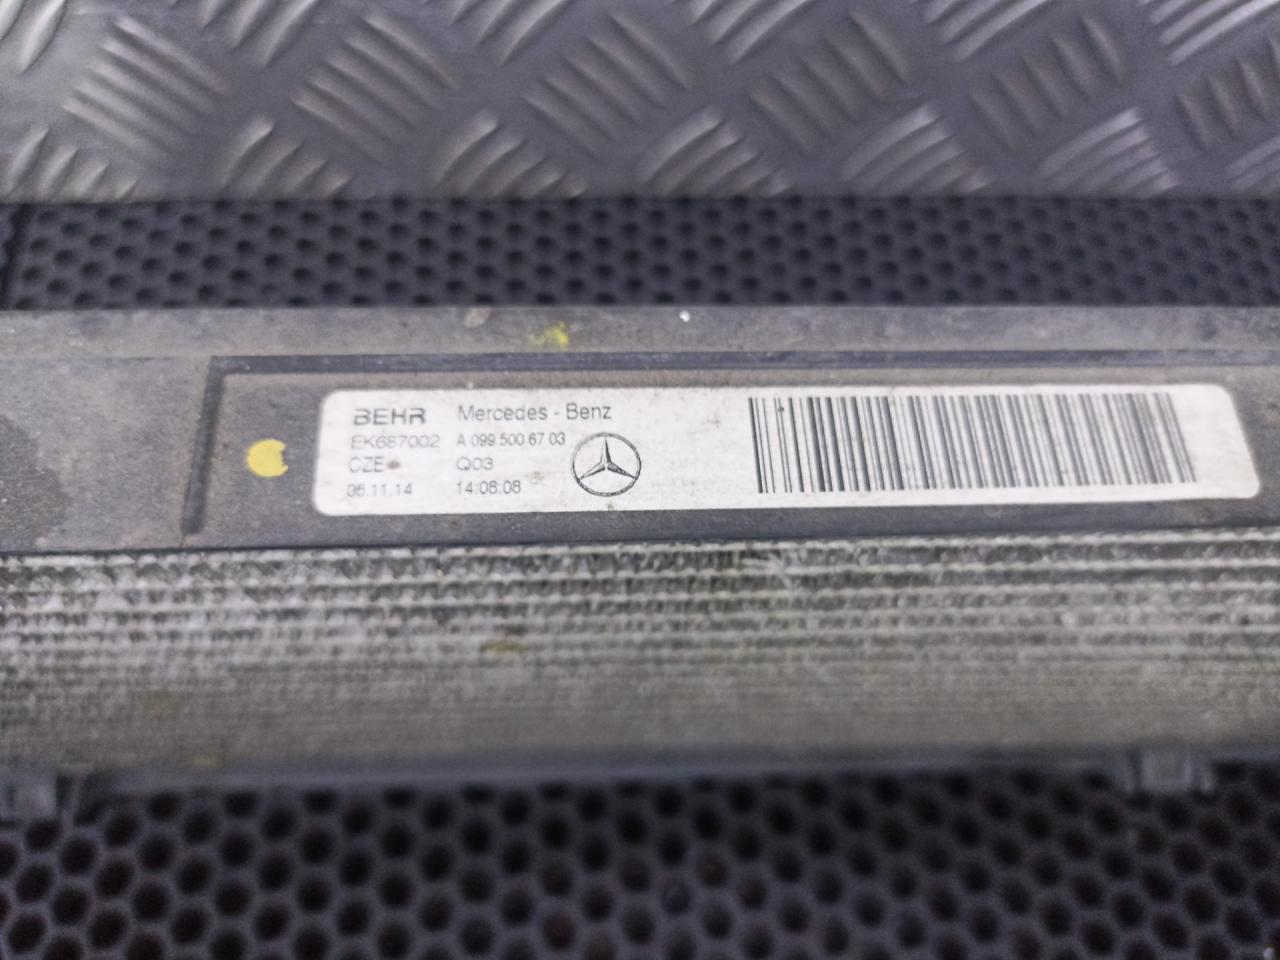 BEHR Mercedes - Benz
EK687002 A 099 500 67 03
CZE Q03
06.11.14 14:08:08